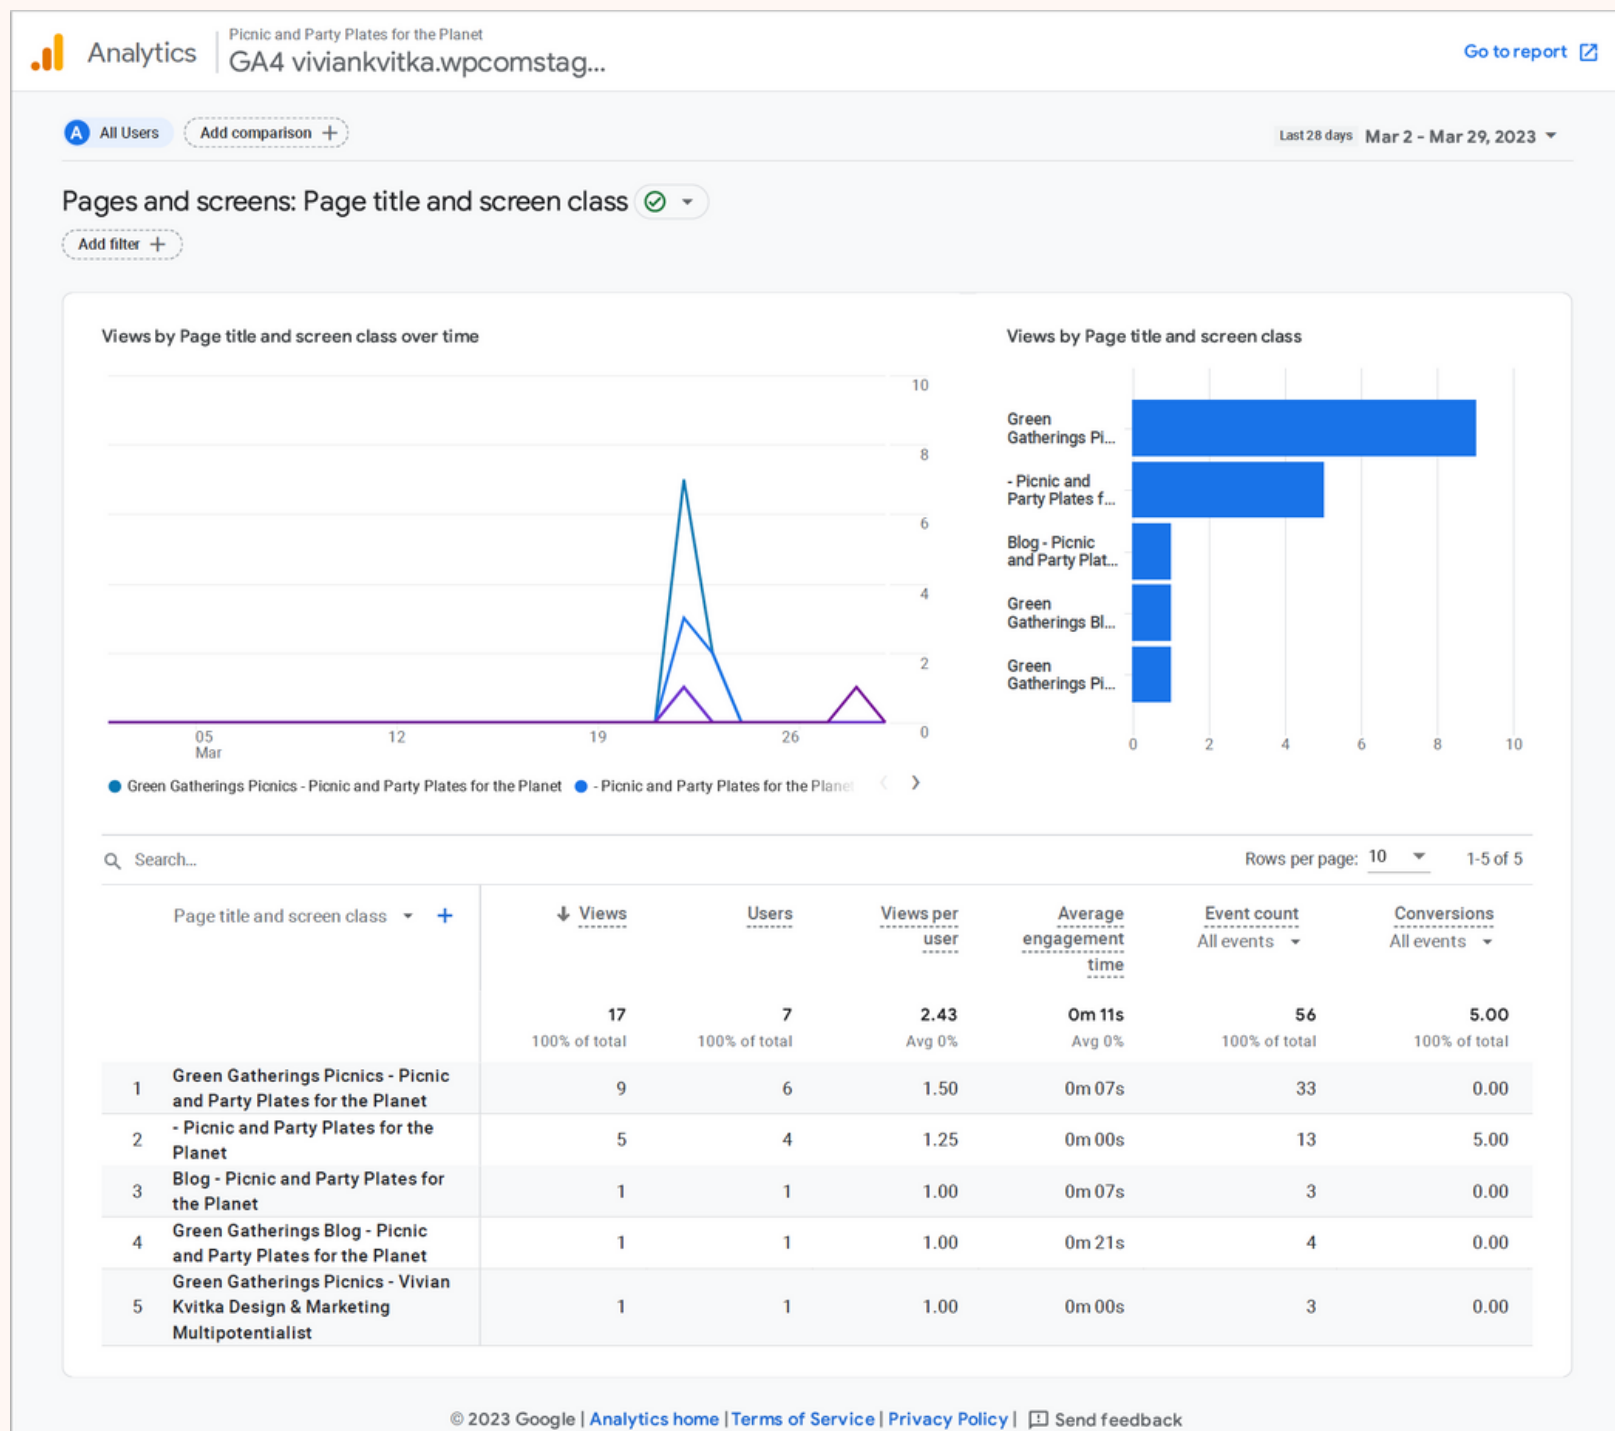 Analytics
Picnic and Party Plates for the Planet
GA4 viviankvitka.wpcomstag...
Go to report
A All Users
Add comparison +
Last 28 days Mar 2 - Mar 29, 2023
Pages and screens: Page title and screen class
Add filter +
Views by Page title and screen class over time
10
8
6
4
2
0
05
Mar
12
19
26
Green Gatherings Picnics - Picnic and Party Plates for the Planet
- Picnic and Party Plates for the Planet
Views by Page title and screen class
Green
Gatherings Pi...
- Picnic and
Party Plates f...
Blog - Picnic
and Party Plat...
Green
Gatherings Bl...
Green
Gatherings Pi...
0 2 4 6 8 10
Search...
Rows per page: 10 1-5 of 5
Page title and screen class +
Views
Users
Views per
user
Average
engagement
time
Event count
All events
Conversions
All events
17 7 2.43 0m 11s 56 5.00
100% of total 100% of total Avg 0% Avg 0% 100% of total 100% of total
1 Green Gatherings Picnics - Picnic
and Party Plates for the Planet
9 6 1.50 0m 07s 33 0.00
2 - Picnic and Party Plates for the
Planet
5 4 1.25 0m 00s 13 5.00
3 Blog - Picnic and Party Plates for
the Planet
1 1 1.00 0m 07s 3 0.00
4 Green Gatherings Blog - Picnic
and Party Plates for the Planet
1 1 1.00 0m 21s 4 0.00
5 Green Gatherings Picnics - Vivian
Kvitka Design & Marketing
Multipotentialist
1 1 1.00 0m 00s 3 0.00
© 2023 Google | Analytics home | Terms of Service | Privacy Policy | Send feedback